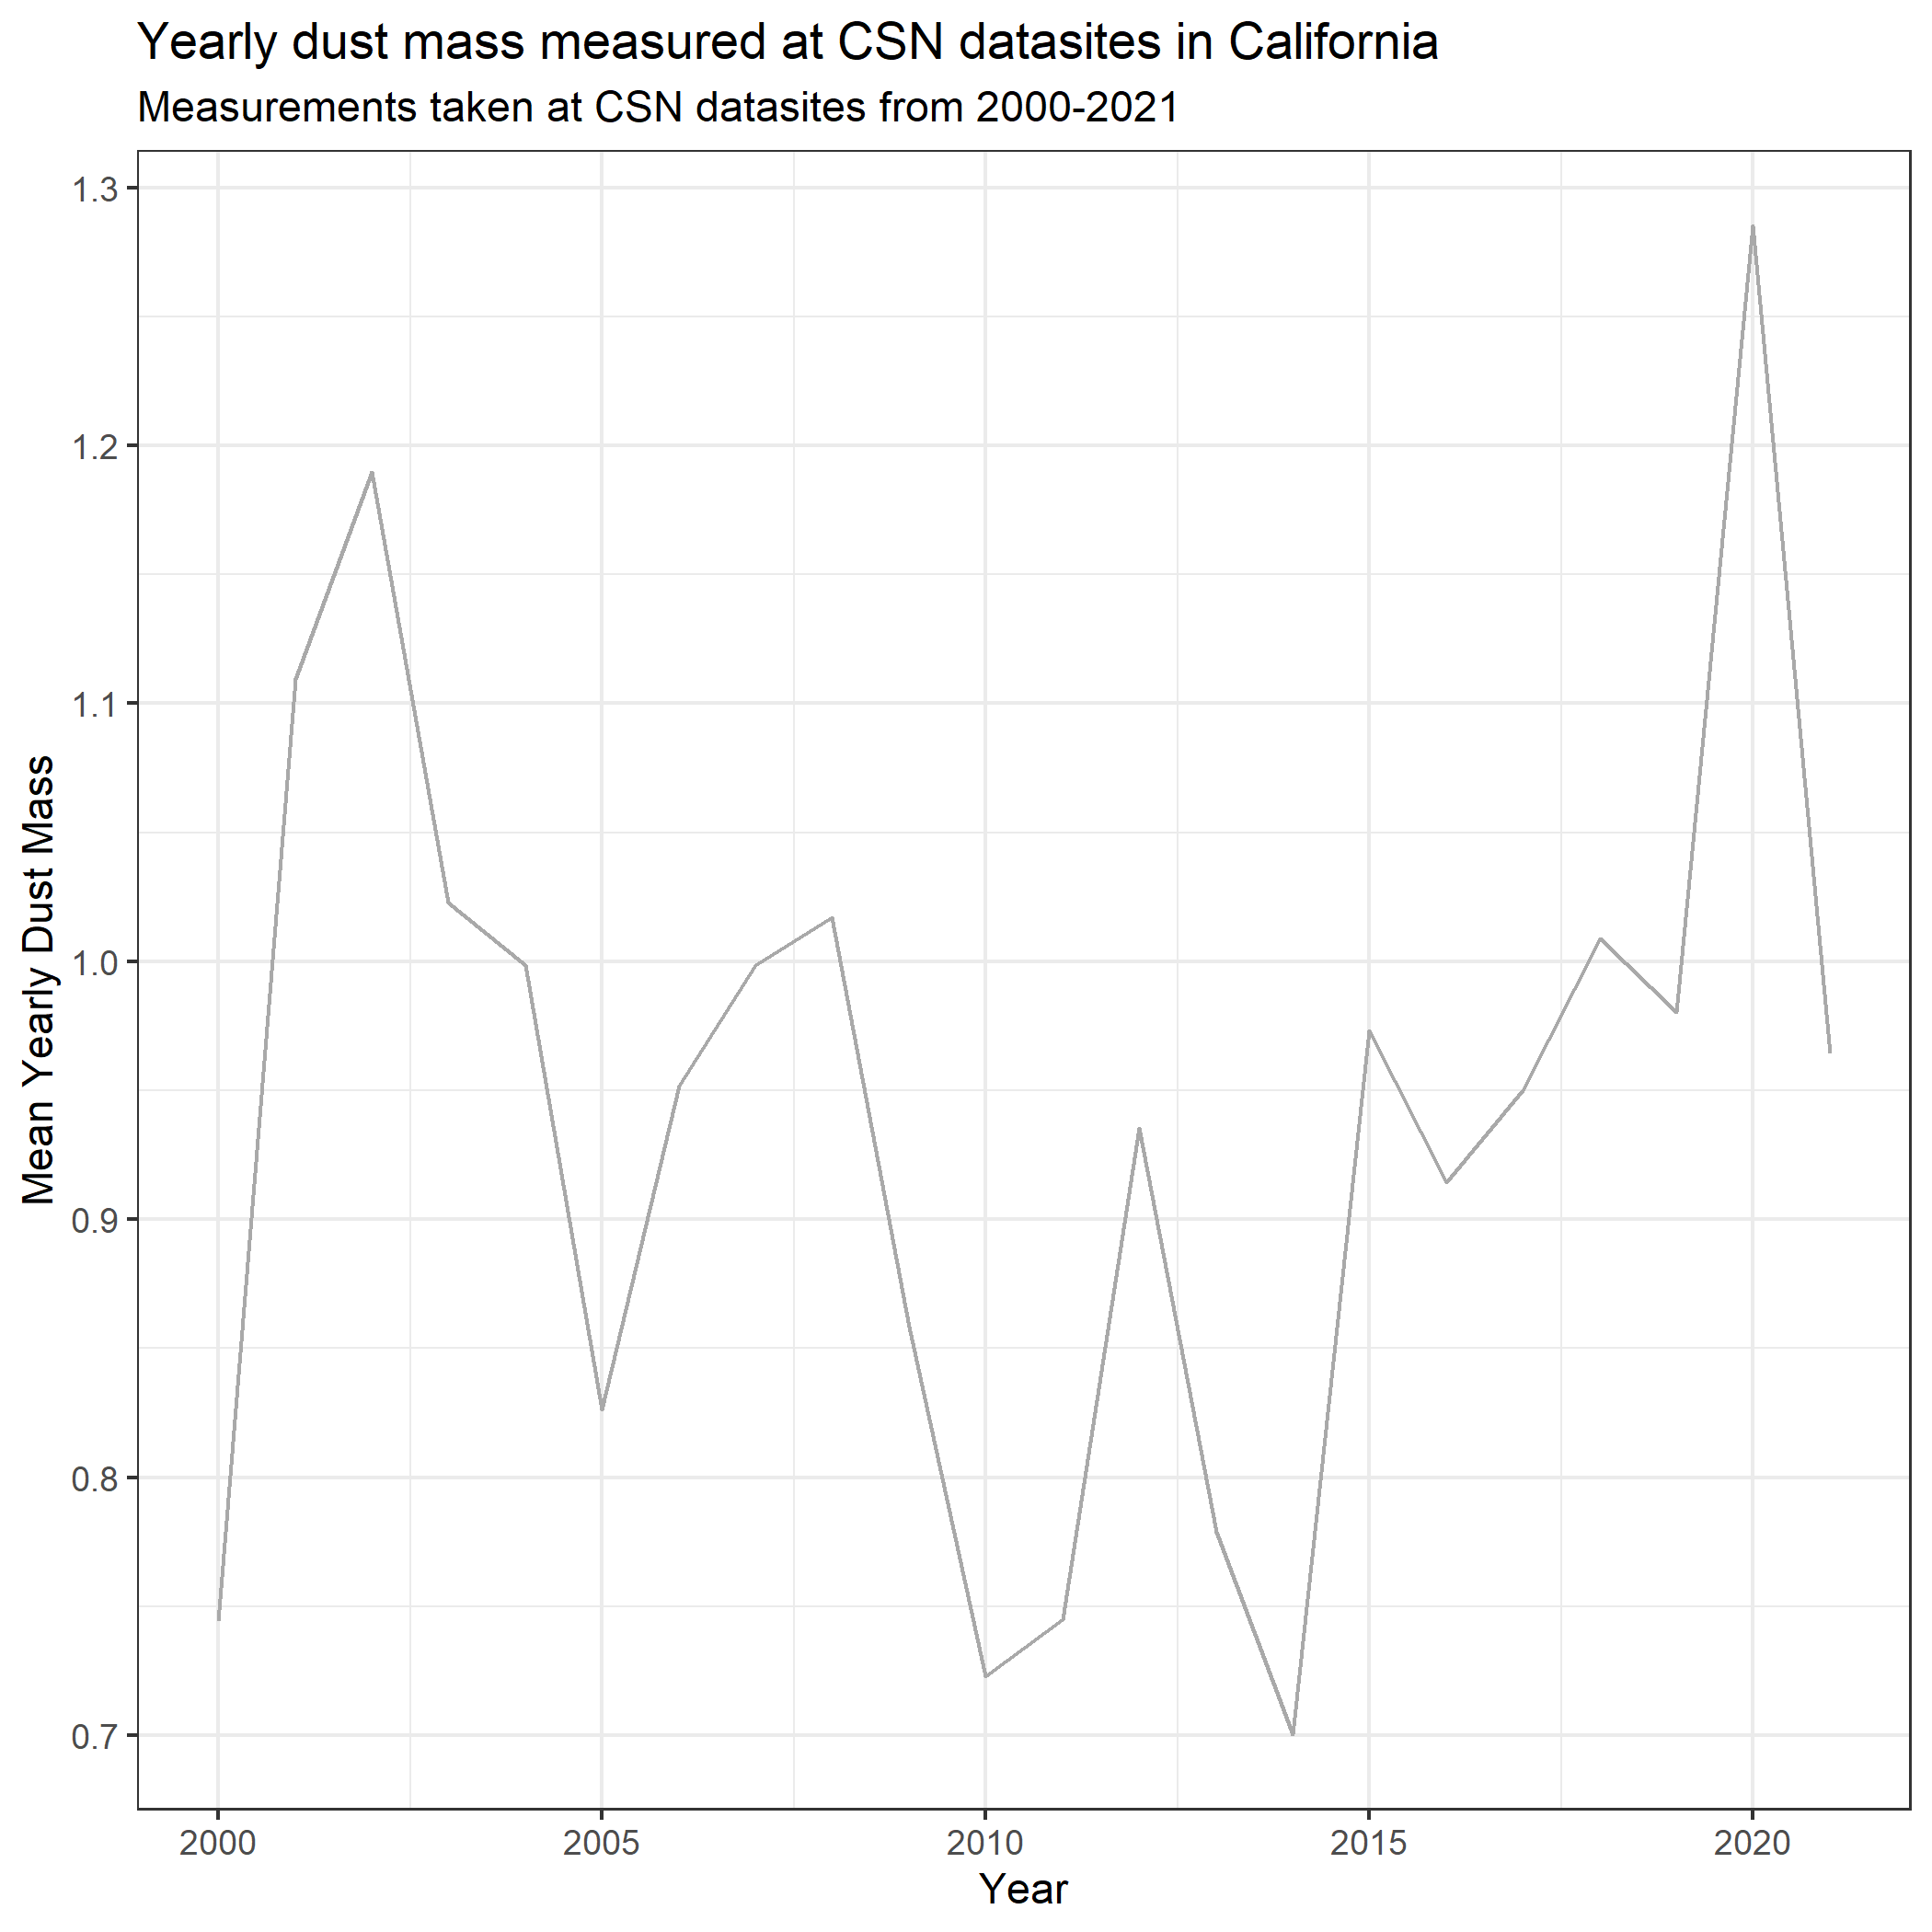 Yearly dust mass measured at CSN datasites in California
Measurements taken at CSN datasites from 2000-2021
1.3
1.2
1.1
1.0
0.9
0.8
0.7
Mean Yearly Dust Mass
2000 2005 2010 2015 2020
Year